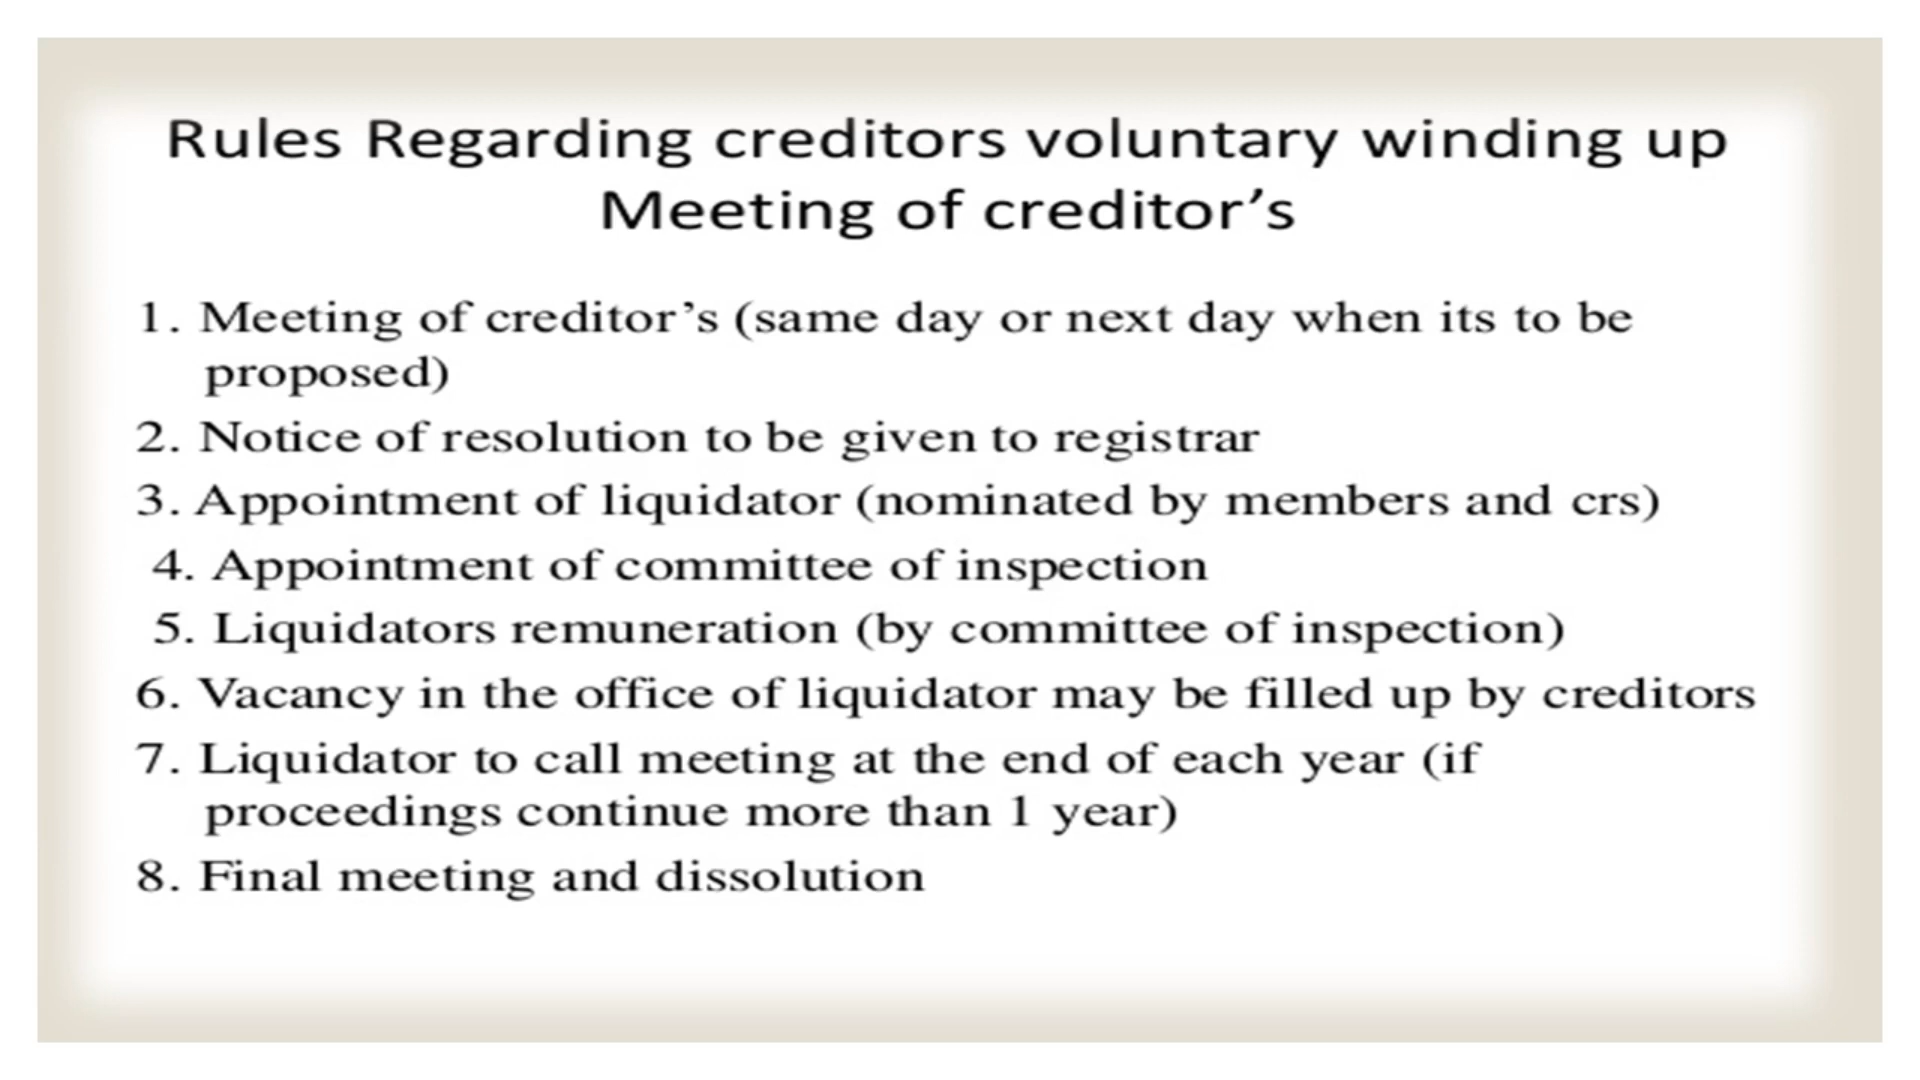 Rules Regarding creditors voluntary winding up
Meeting of creditor’s
1. Meeting of creditor’s (same day or next day when its to be
proposed)
2. Notice of resolution to be given to registrar
3. Appointment of liquidator (nominated by members and crs)
4. Appointment of committee of inspection
5. Liquidators remuneration (by committee of inspection)
6. Vacancy in the office of liquidator may be filled up by creditors
7. Liquidator to call meeting at the end of each year (if
proceedings continue more than 1 year)
8. Final meeting and dissolution